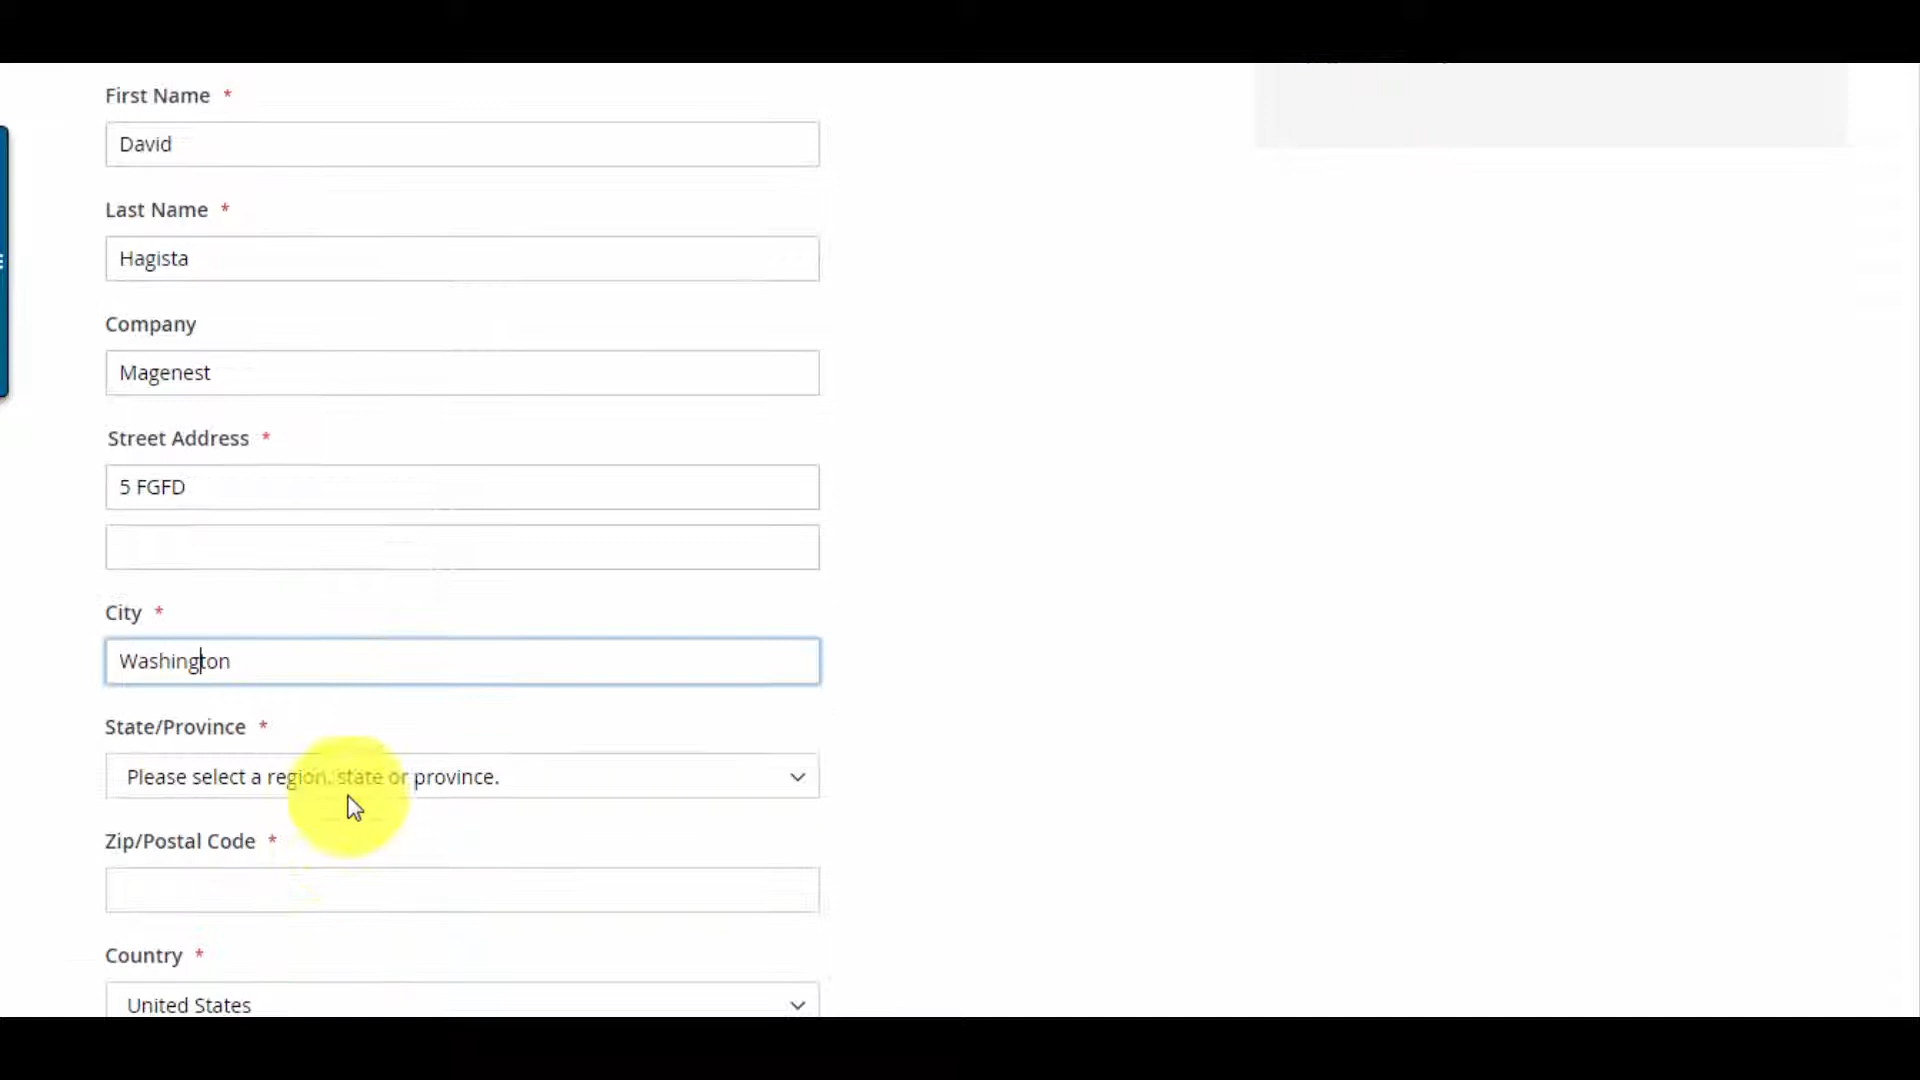 First Name *
David
Last Name *
Hagista
Company
Magenest
Street Address *
5 FGFD
City *
Washington
State/Province *
Please select a region, state or province.
Zip/Postal Code *
Country *
United States